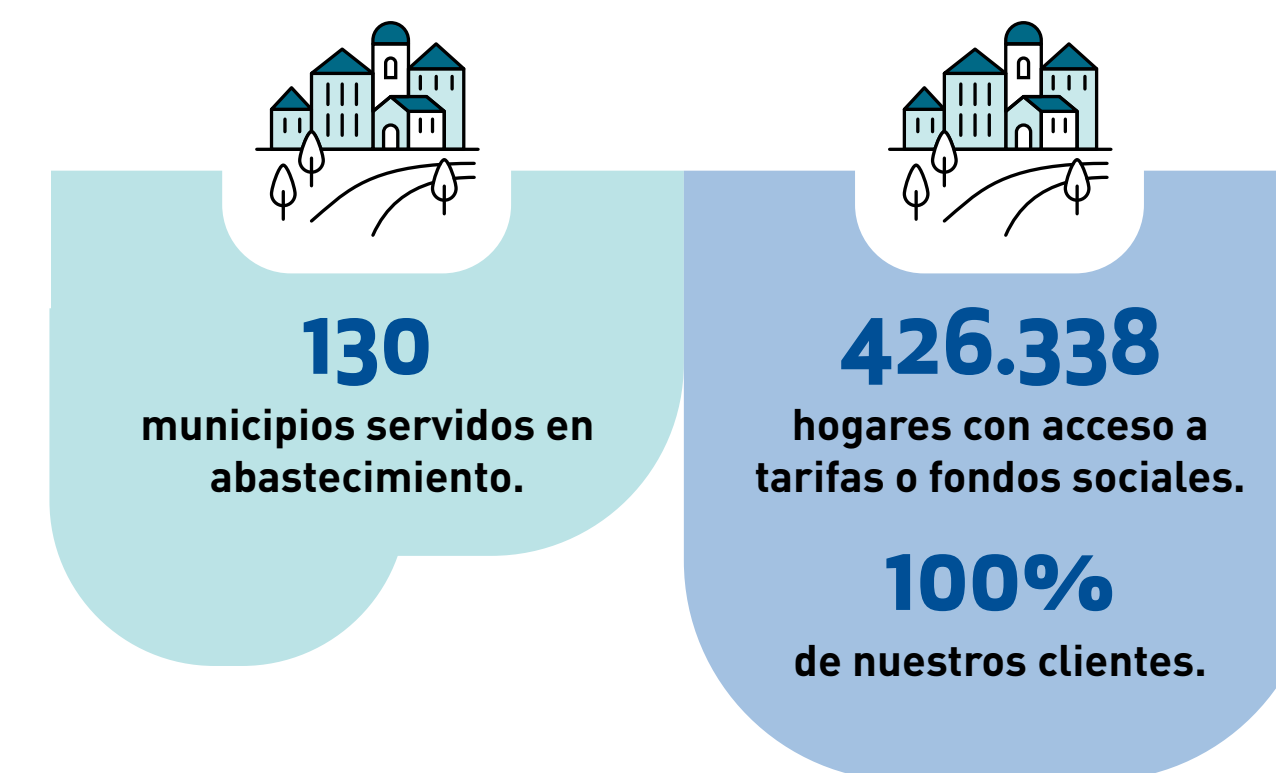 130
municipios servidos en
abastecimiento.
426.338
hogares con acceso a
tarifas o fondos sociales.
100%
de nuestros clientes.